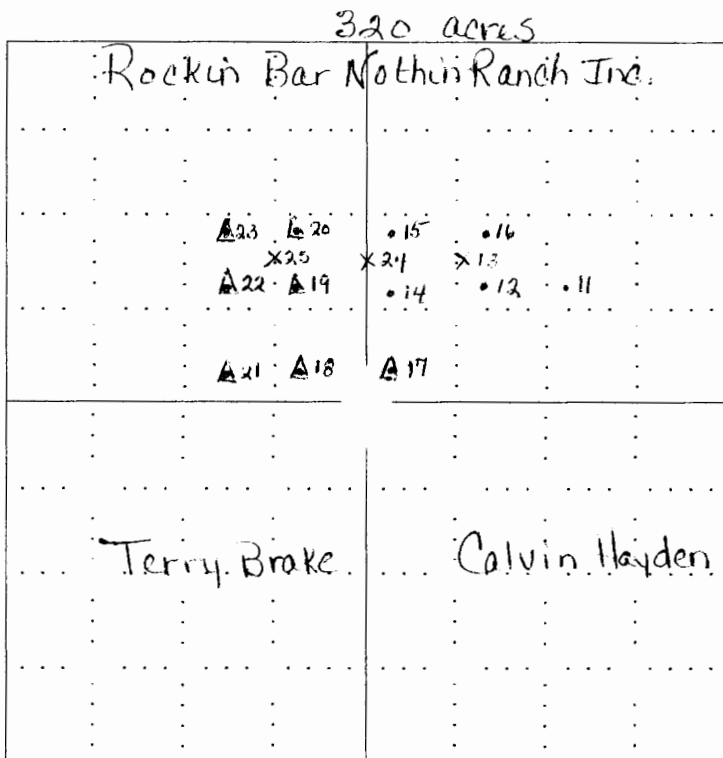 320 acres
Rockin Bar Nothin Ranch Inc.
23 20 15 16
25 24 13
22 19 14 12 11
21 18 17
Terry Brake Calvin Hayden